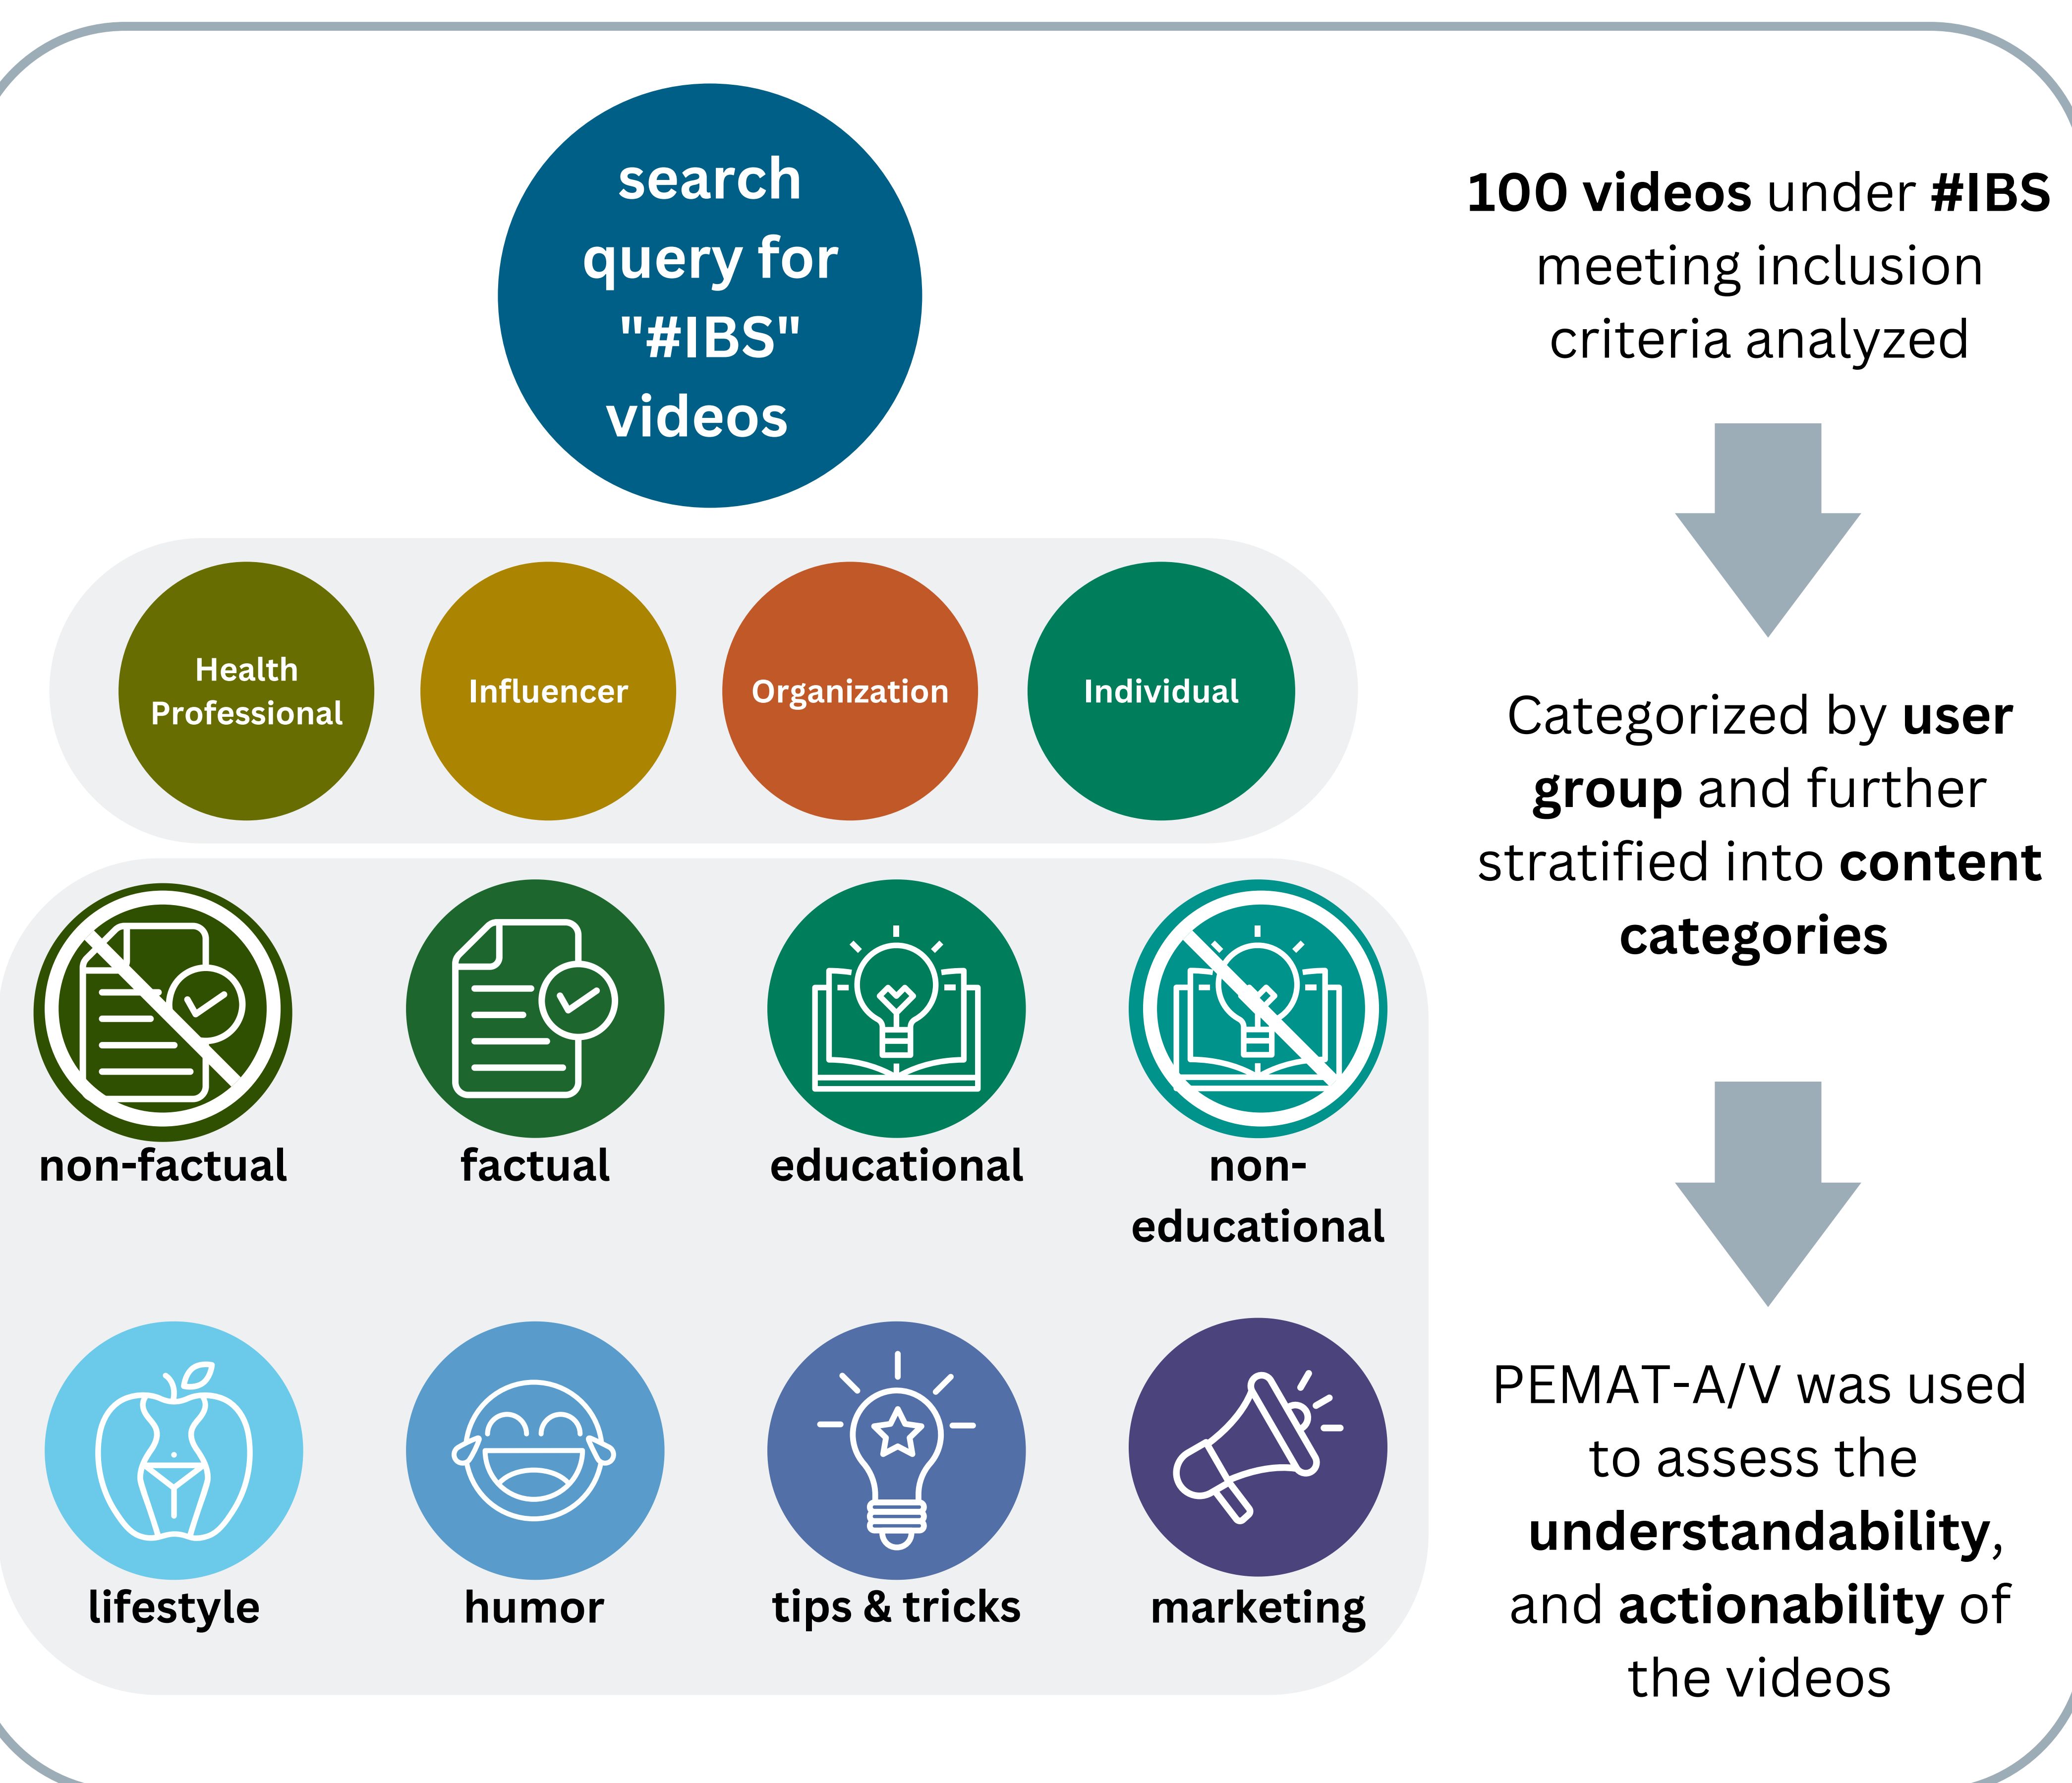 search
query for
"#IBS"
videos
Health
Professional
Influencer
Organization
Individual
non-factual
factual
educational
non-
educational
lifestyle
humor
tips & tricks
marketing
100 videos under #IBS
meeting inclusion
criteria analyzed
Categorized by user
group and further
stratified into content
categories
PEMAT-A/V was used
to assess the
understandability,
and actionability of
the videos